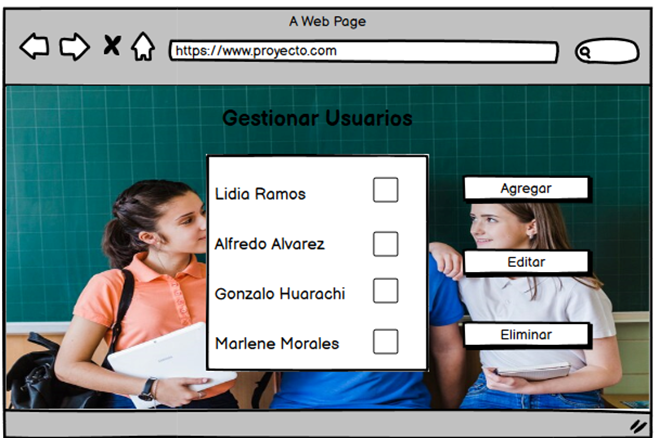 A Web Page
https://www.proyecto.com
Gestionar Usuarios
Lidia Ramos
Alfredo Alvarez
Gonzalo Huarachi
Marlene Morales
Agregar
Editar
Eliminar